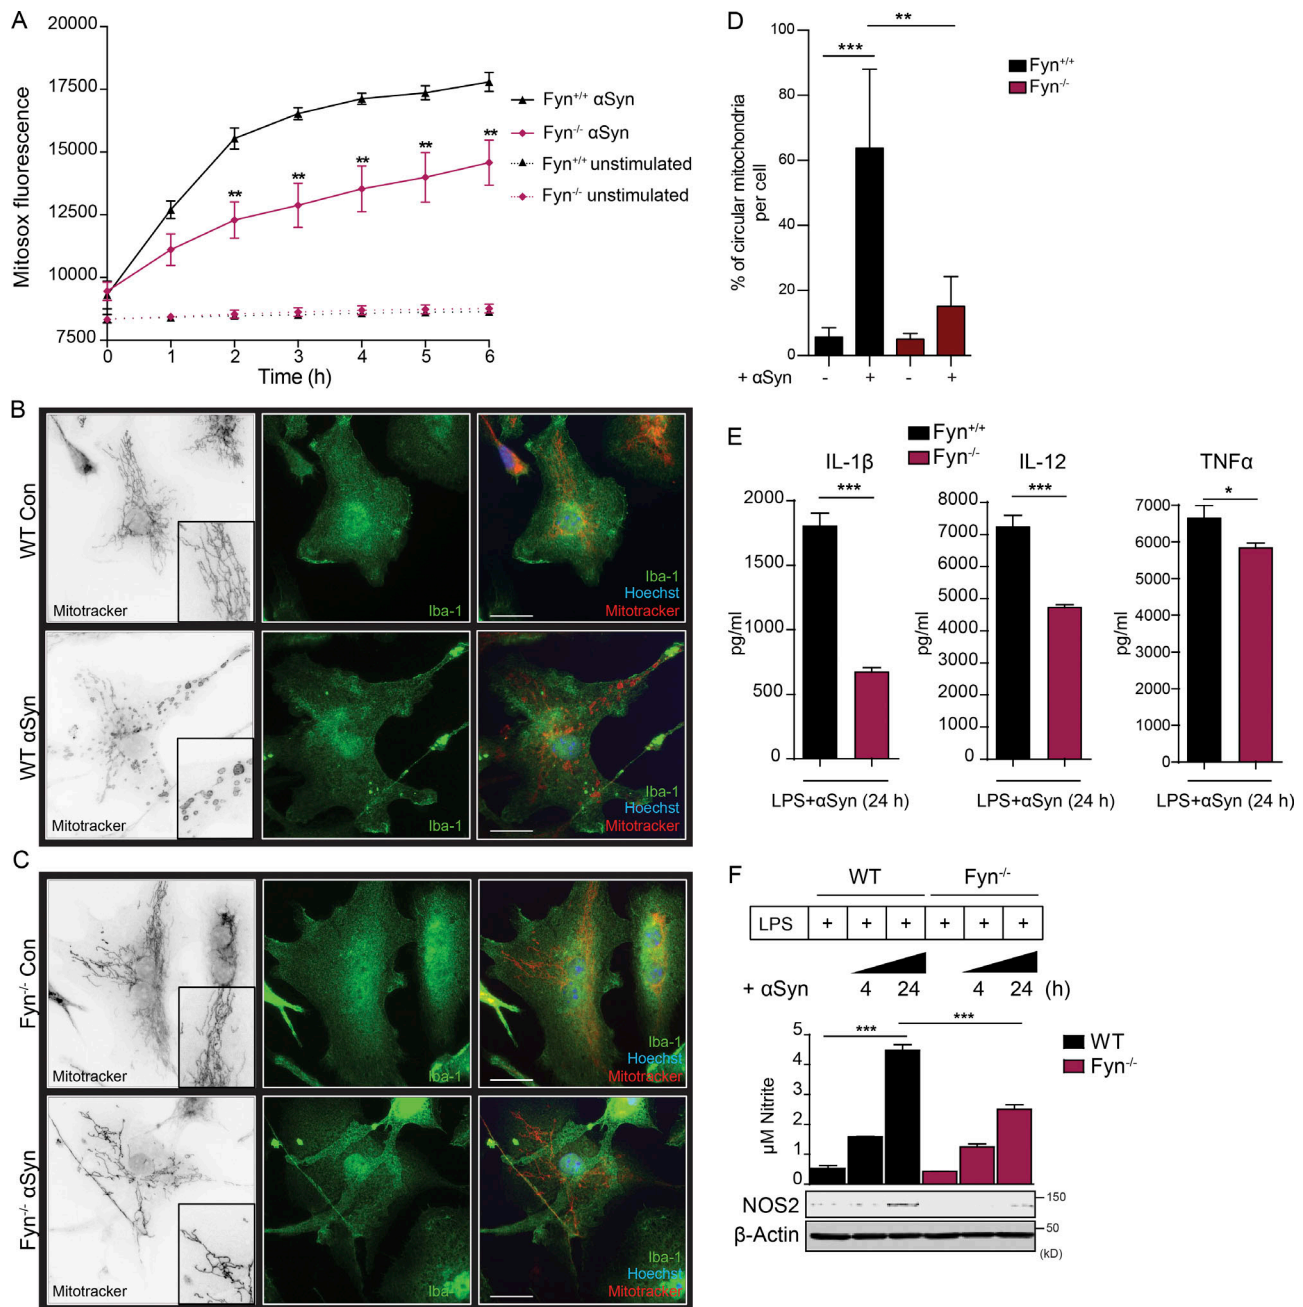 A
20000
17500
15000
12500
10000
7500
Mitosox fluorescence
0 1 2 3 4 5 6
Time (h)
** ** ** ** **
Fyn+/+ αSyn
Fyn-/- αSyn
Fyn+/+ unstimulated
Fyn-/- unstimulated
B
WT Con
Mitotracker
Iba-1
Iba-1
Hoechst
Mitotracker
WT αSyn
Mitotracker
Iba-1
Iba-1
Hoechst
Mitotracker
C
Fyn-/- Con
Mitotracker
Iba-1
Iba-1
Hoechst
Mitotracker
Fyn-/- αSyn
Mitotracker
Iba-1
Iba-1
Hoechst
Mitotracker
D
% of circular mitochondria
per cell
100
80
60
40
20
0
***
**
Fyn+/+
Fyn-/-
+ αSyn - + - +
E
Fyn+/+
Fyn-/-
IL-1β
***
pg/ml
2000
1500
1000
500
0
LPS+αSyn (24 h)
IL-12
***
pg/ml
8000
7000
6000
5000
4000
3000
2000
1000
0
LPS+αSyn (24 h)
TNFα
*
pg/ml
7000
6000
5000
4000
6000
2000
1000
0
LPS+αSyn (24 h)
F
WT Fyn-/-
LPS + + + + + +
+ αSyn 4 24 4 24 (h)
*** ***
µM Nitrite
5
4
3
2
1
0
WT
Fyn-/-
NOS2 150
β-Actin 50
(kD)